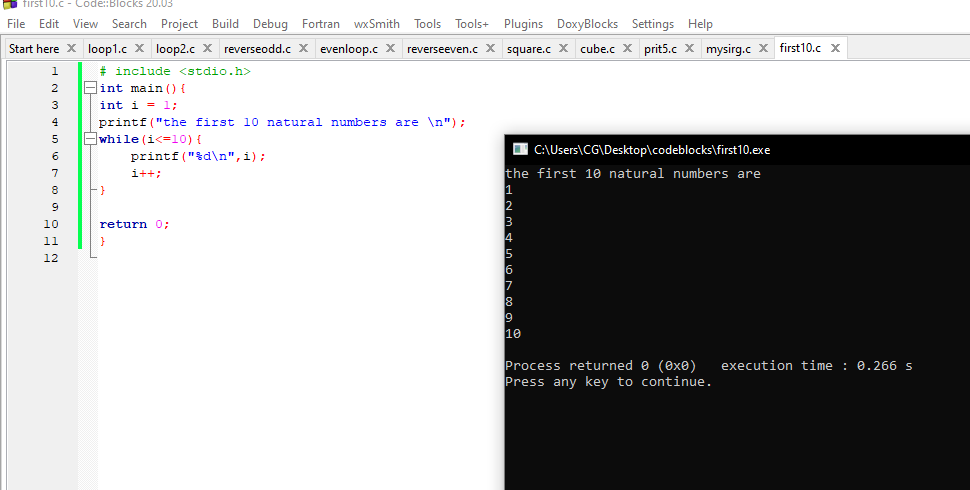 first10.c - Code::Blocks 20.03
File Edit View Search Project Build Debug Fortran wxSmith Tools Tools+ Plugins DoxyBlocks Settings Help
Start here loop1.c loop2.c reverseodd.c evenloop.c reverseeven.c square.c cube.c prit5.c mysirg.c first10.c
1 # include <stdio.h>
2 int main(){
3 int i = 1;
4 printf("the first 10 natural numbers are \n");
5 while(i<=10){
6 printf("%d\n",i);
7 i++;
8 }
9
10 return 0;
11 }
12
C:\Users\CG\Desktop\codeblocks\first10.exe
the first 10 natural numbers are
1
2
3
4
5
6
7
8
9
10
Process returned 0 (0x0) execution time : 0.266 s
Press any key to continue.